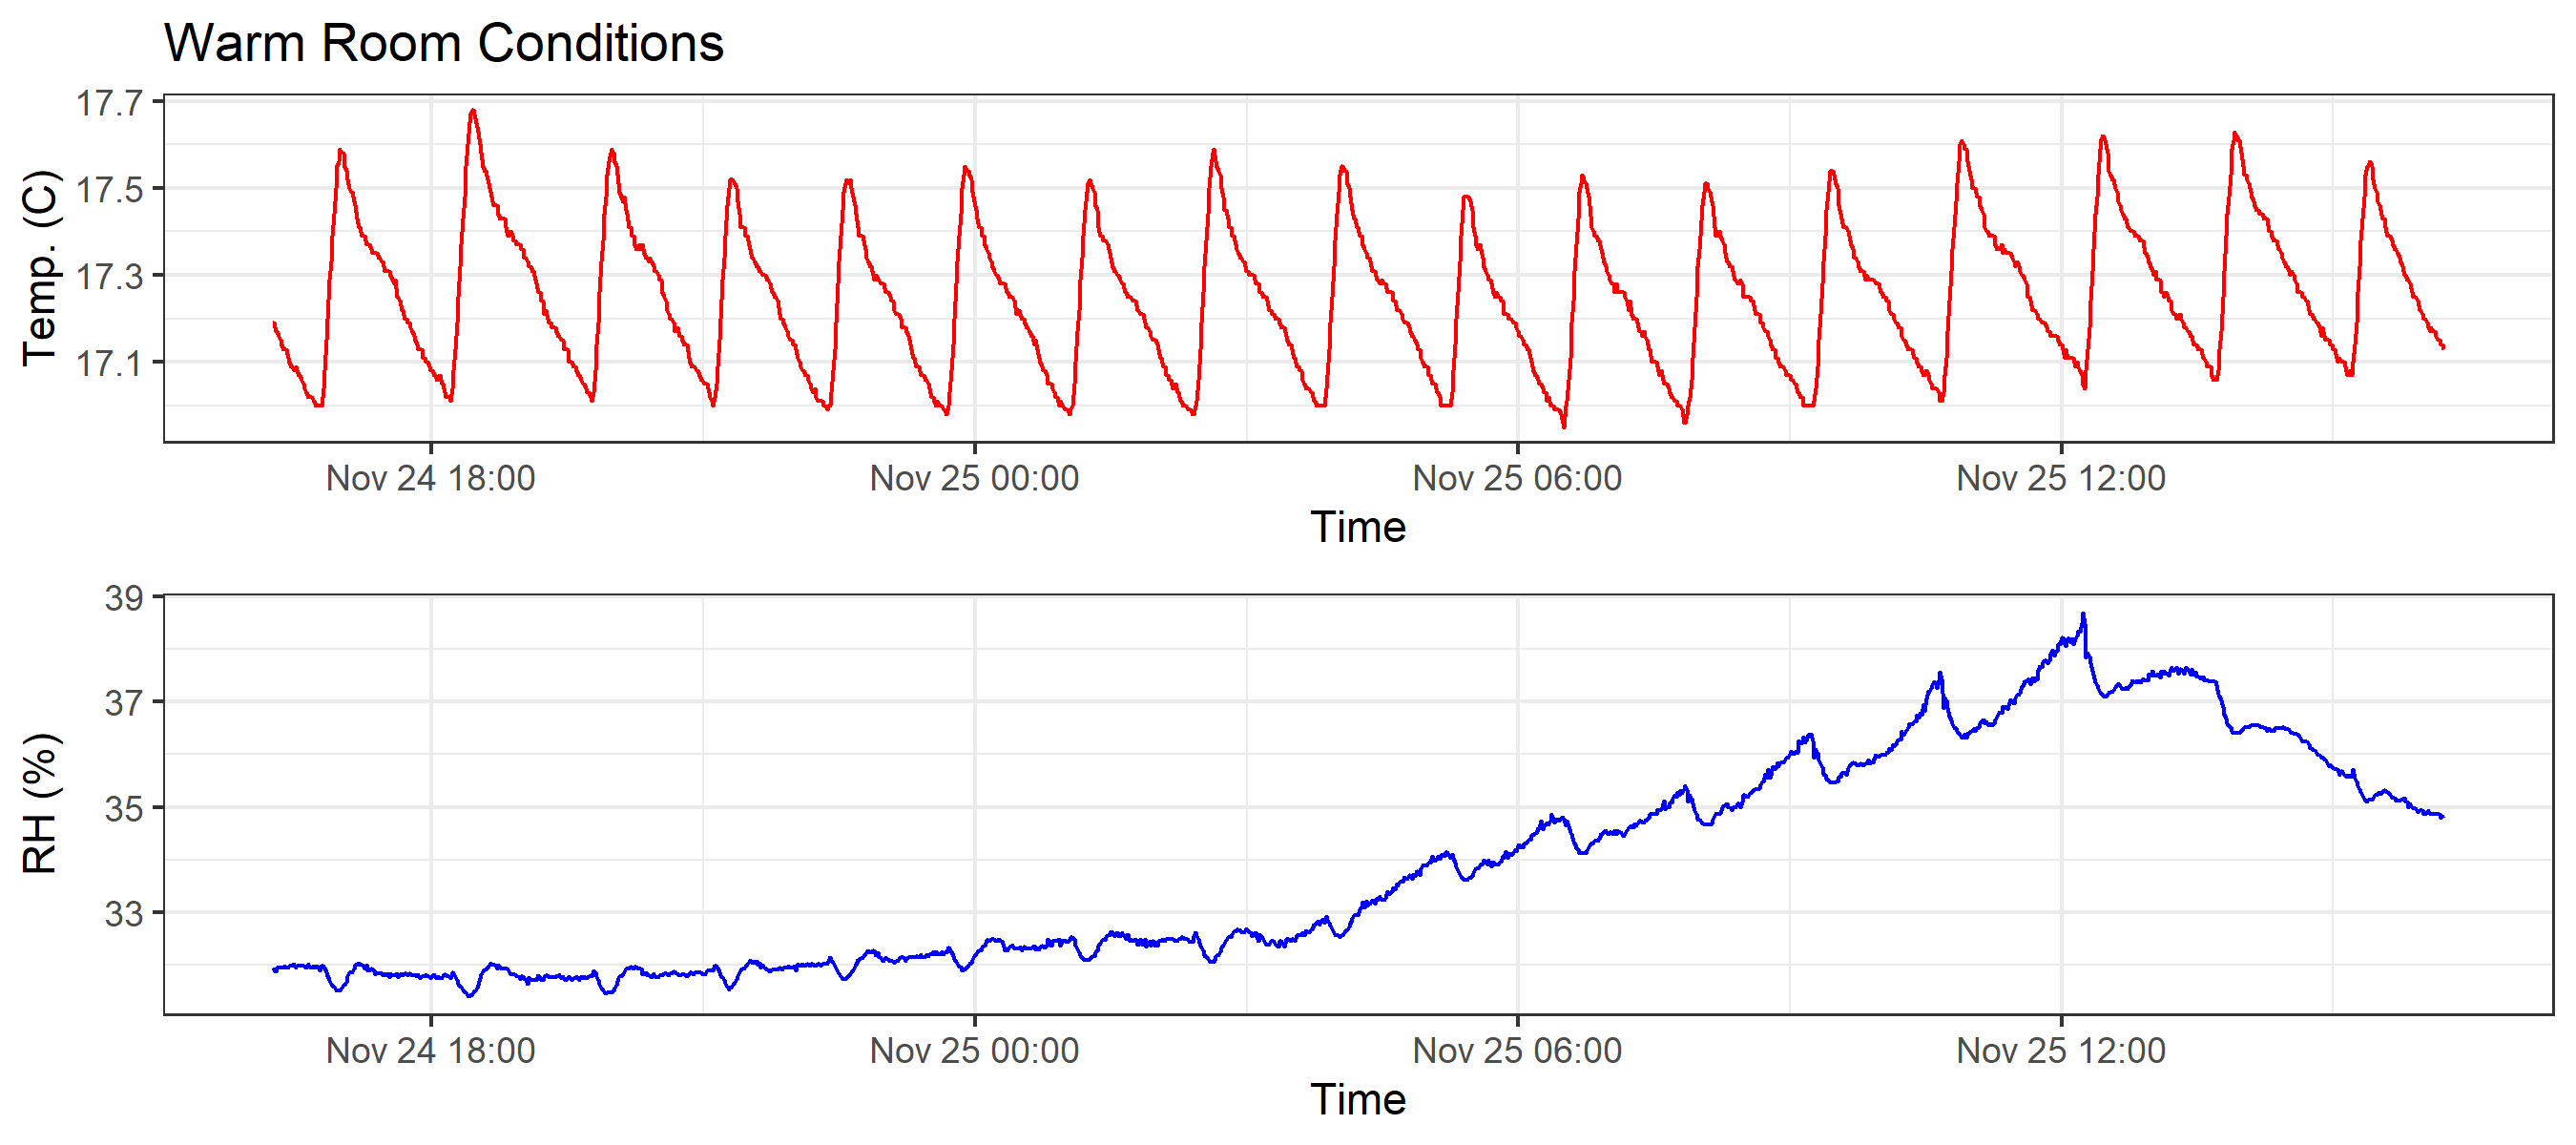 Warm Room Conditions
17.7
17.5
17.3
17.1
Temp. (C)
Nov 24 18:00 Nov 25 00:00 Nov 25 06:00 Nov 25 12:00
Time
39
37
35
33
RH (%)
Nov 24 18:00 Nov 25 00:00 Nov 25 06:00 Nov 25 12:00
Time